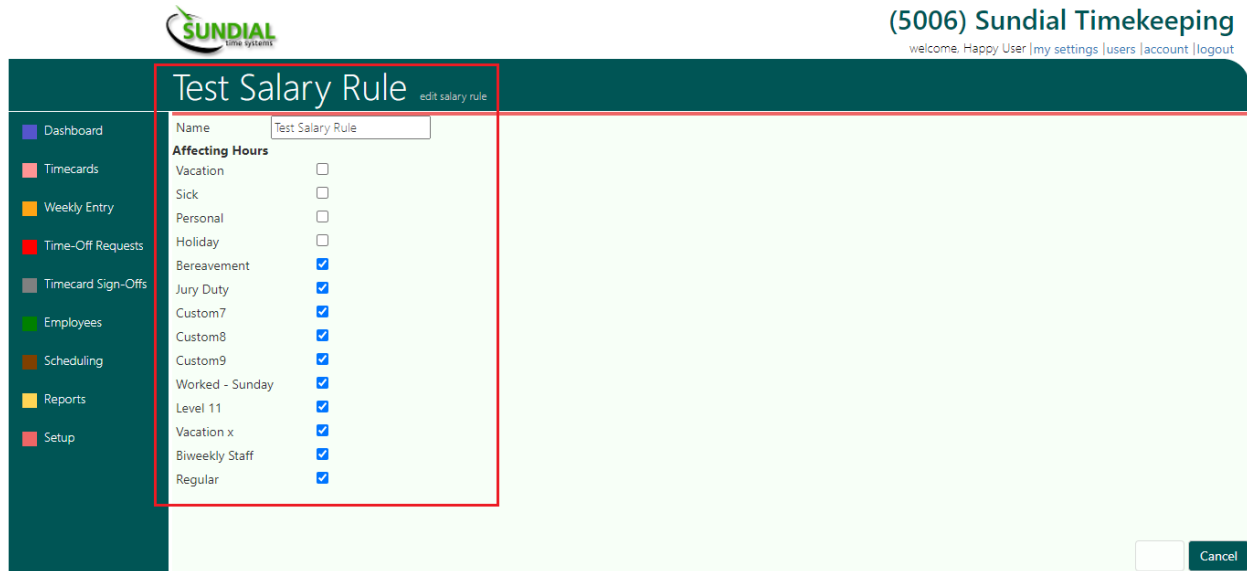 SUNDIAL
time systems
(5006) Sundial Timekeeping
welcome, Happy User |my settings |users |account |logout
Test Salary Rule edit salary rule
Dashboard
Timecards
Weekly Entry
Time-Off Requests
Timecard Sign-Offs
Employees
Scheduling
Reports
Setup
Name Test Salary Rule
Affecting Hours
Vacation
Sick
Personal
Holiday
Bereavement
Jury Duty
Custom7
Custom8
Custom9
Worked - Sunday
Level 11
Vacation x
Biweekly Staff
Regular
Cancel